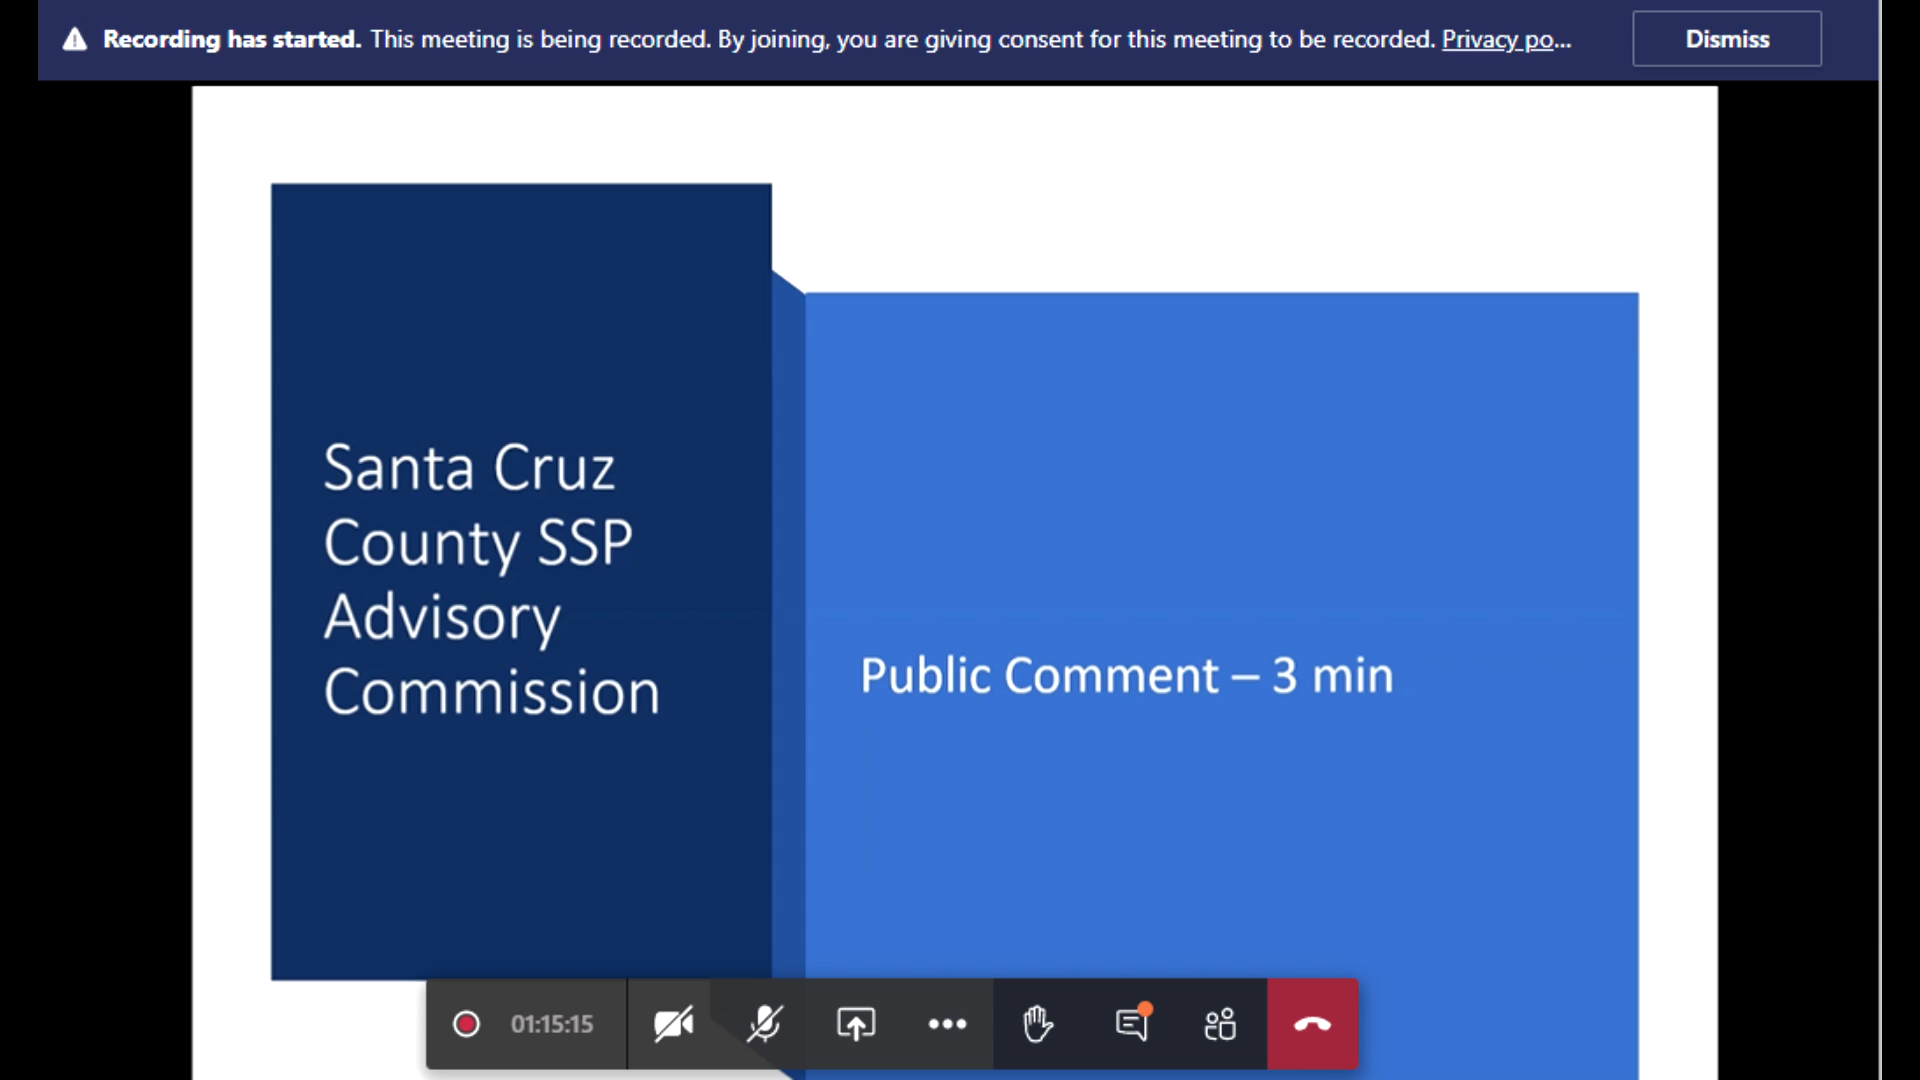 Recording has started. This meeting is being recorded. By joining, you are giving consent for this meeting to be recorded. Privacy po...
Dismiss
Santa Cruz
County SSP
Advisory
Commission
Public Comment – 3 min
01:15:15